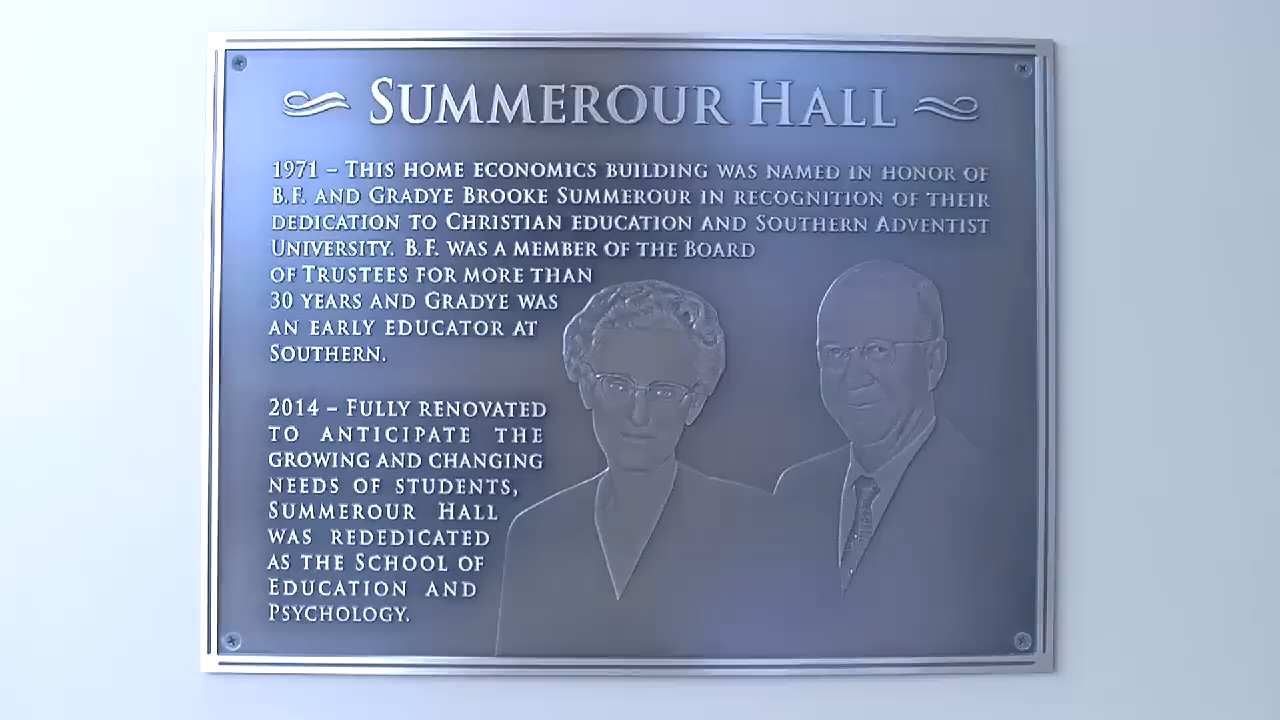 SUMMEROUR HALL
1971 – THIS HOME ECONOMICS BUILDING WAS NAMED IN HONOR OF
B.F. AND GRADYE BROOKE SUMMEROUR IN RECOGNITION OF THEIR
DEDICATION TO CHRISTIAN EDUCATION AND SOUTHERN ADVENTIST
UNIVERSITY. B.F. WAS A MEMBER OF THE BOARD
OF TRUSTEES FOR MORE THAN
30 YEARS AND GRADYE WAS
AN EARLY EDUCATOR AT
SOUTHERN.
2014 – FULLY RENOVATED
TO ANTICIPATE THE
GROWING AND CHANGING
NEEDS OF STUDENTS,
SUMMEROUR HALL
WAS REDEDICATED
AS THE SCHOOL OF
EDUCATION AND
PSYCHOLOGY.